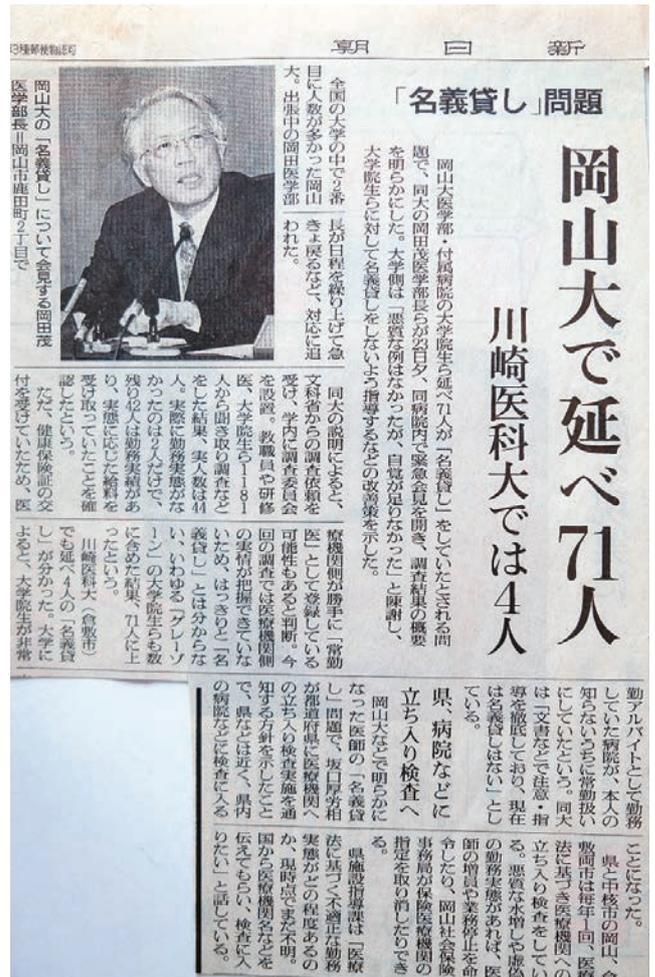 3種郵便物認可
朝日新
「名義貸し」問題
岡山大で延べ71人
川崎医科大では4人
岡山大医学部・付属病院の大学院生ら延べ71人が「名義貸し」をしていたとされる問
題で、同大の岡田茂医学部長らが23日夕、同病院内で緊急会見を開き、調査結果の概要
を明らかにした。大学側は「悪質な例はなかったが、自覚が足りなかった」と陳謝し、
大学院生らに対して名義貸しをしないよう指導するなどの改善策を示した。
全国の大学の中で2番
目に人数が多かった岡山
大。出張中の岡田医学部
長が日程を繰り上げて急
きょ戻るなど、対応に追
われた。
岡山大の「名義貸し」について会見する岡田茂
医学部長=岡山市鹿田町2丁目で
同大の説明によると、
文科省からの調査依頼を
受け、学内に調査委員会
を設置。教職員や研修
医、大学院生ら1181
人から聞き取り調査など
をした結果、実人数は44
人。実際に勤務実態がな
かったのは2人だけで、
残り42人は勤務実績があ
り、実態に応じた給料を
受け取っていたことを確
認したという。
ただ、健康保険証の交
付を受けていたため、医
療機関側が勝手に「常勤
医」として登録している
可能性もあると判断。今
回の調査では医療機関側
の実情が把握できていな
いため、はっきりと「名
義貸し」とは分からな
い、いわゆる「グレーゾ
ーン」の大学院生らも数
に含めた結果、71人に上
ったという。
川崎医科大(倉敷市)
でも延べ4人の「名義貸
し」が分かった。大学に
よると、大学院生が非常
勤アルバイトとして勤務
していた病院が、本人の
知らないうちに常勤扱い
にしていたという。同大
は「文書などで注意・指
導を徹底しており、現在
は名義貸しはない」とし
ている。
県、病院などに
立ち入り検査へ
岡山大などで明らかに
なった医師の「名義貸
し」問題で、坂口厚労相
が都道府県に医療機関へ
の立ち入り検査実施を通
知する方針を示したこと
で、県などは近く、県内
の病院などに検査に入る
ことになった。
県と中核市の岡山、倉
敷両市は毎年1回、医療
法に基づき医療機関への
立ち入り検査をしてい
る。悪質な水増しや虚偽
の勤務実態があれば、医
師の増員や業務停止を命
令したり、岡山社会保険
事務局が保険医療機関の
指定を取り消したりでき
る。
県施設指導課は「医療
法に基づく不適正な勤務
実態がどの程度あるの
か、現時点でまだ不明。
国から医療機関名などを
伝えてもらい、検査に入
りたい」と話している。